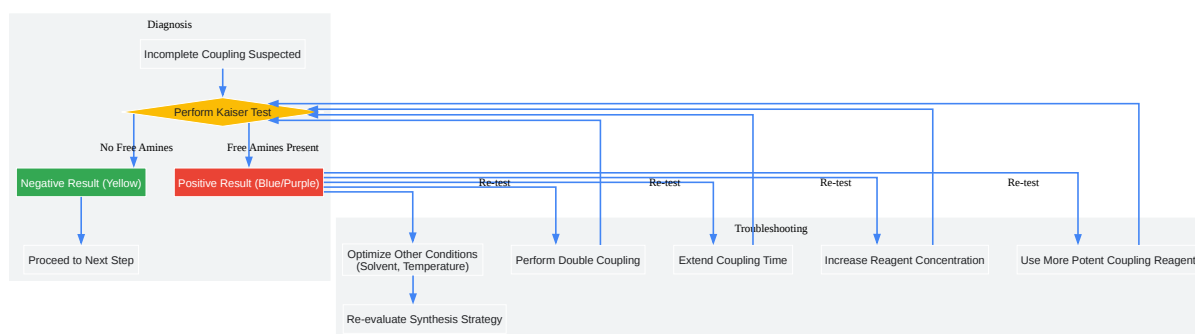 Diagnosis
Incomplete Coupling Suspected
Perform Kaiser Test
No Free Amines
Free Amines Present
Negative Result (Yellow)
Positive Result (Blue/Purple)
Re-test
Re-test
Re-test
Re-test
Troubleshooting
Proceed to Next Step
Optimize Other Conditions
(Solvent, Temperature)
Perform Double Coupling
Extend Coupling Time
Increase Reagent Concentration
Use More Potent Coupling Reagent
Re-evaluate Synthesis Strategy